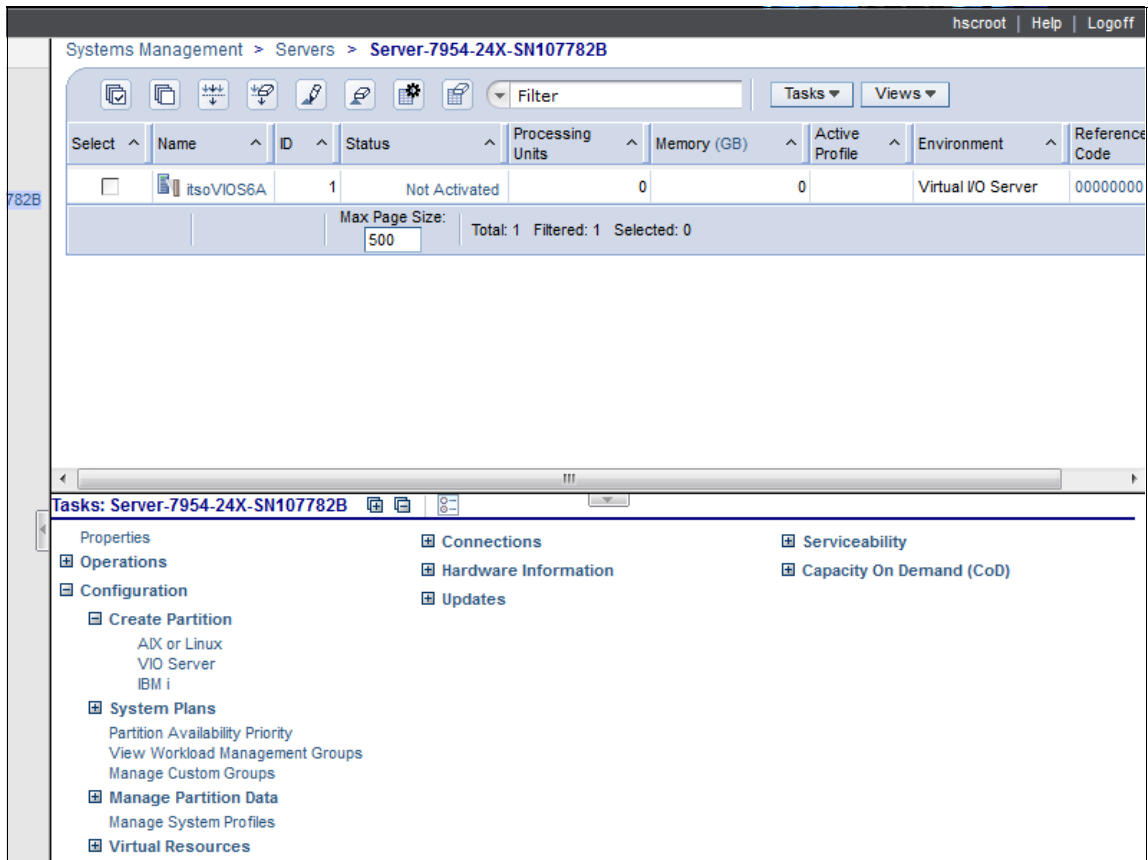 hscroot | Help | Logoff
Systems Management > Servers > Server-7954-24X-SN107782B
Filter Tasks Views
Select Name ID Status Processing Units Memory (GB) Active Profile Environment Reference Code
782B
itsoVIOS6A 1 Not Activated 0 0 Virtual I/O Server 00000000
Max Page Size:
500 Total: 1 Filtered: 1 Selected: 0
Tasks: Server-7954-24X-SN107782B
Properties
Operations
Configuration
Create Partition
AIX or Linux
VIO Server
IBM i
System Plans
Partition Availability Priority
View Workload Management Groups
Manage Custom Groups
Manage Partition Data
Manage System Profiles
Virtual Resources
Connections
Hardware Information
Updates
Serviceability
Capacity On Demand (CoD)